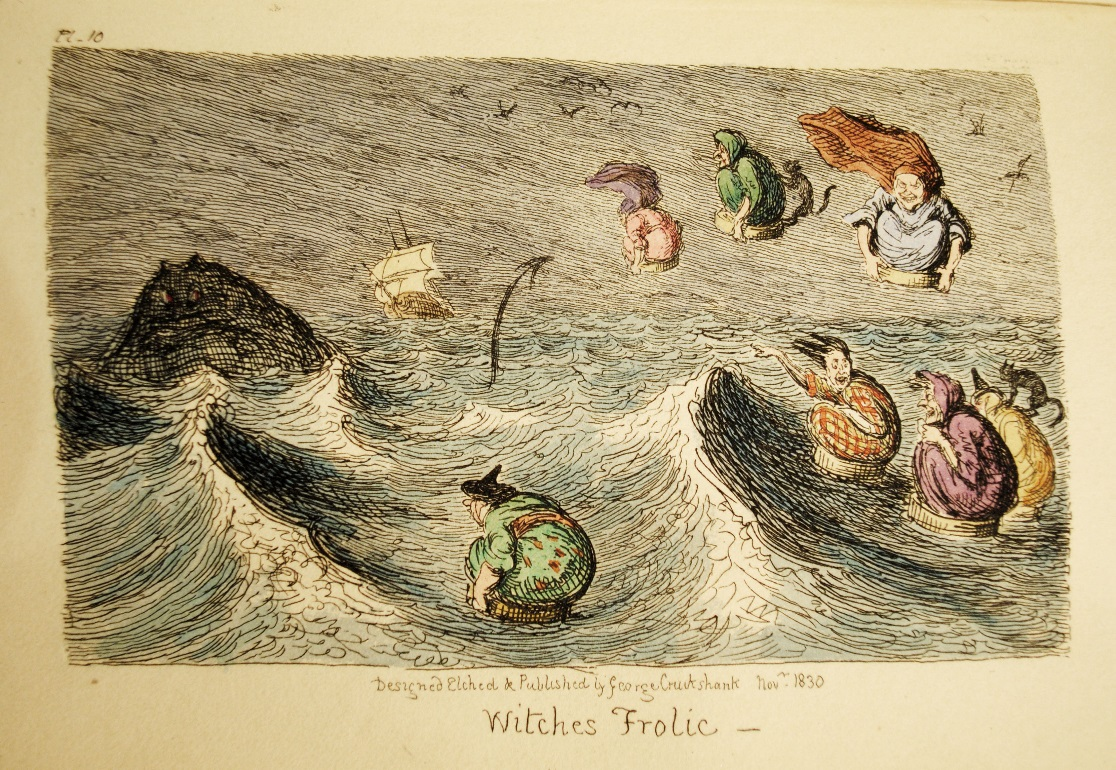 Pl. 10
Designed Etched & Published by George Cruikshank Novr. 1830
Witches Frolic —